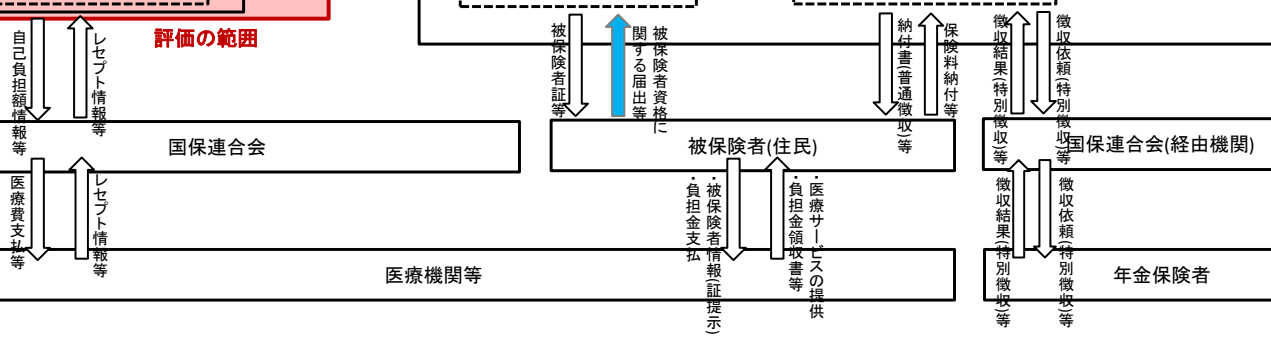 評価の範囲
自己負担額情報等
レセプト情報等
被保険者証等
被保険者資格に
関する届出等
納付書(普通徴収)等
保険料納付等
徴収結果(特別徴収)等
徴収依頼(特別徴収)等
国保連合会
被保険者(住民)
国保連合会(経由機関)
医療費支払等
レセプト情報等
・被保険者情報(証提示)
・負担金支払
・医療サービスの提供
・負担金領収書等
徴収結果(特別徴収)等
徴収依頼(特別徴収)等
医療機関等
年金保険者